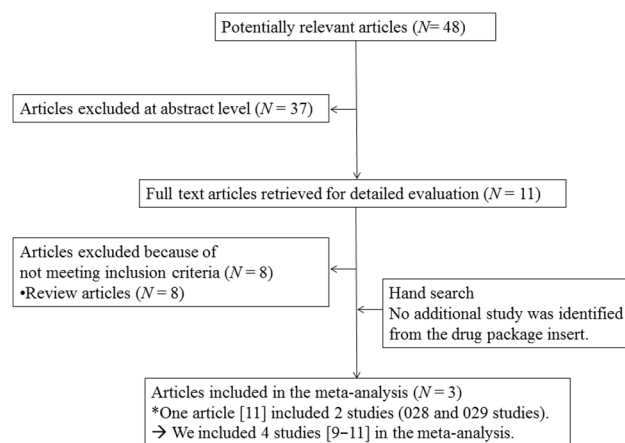 Potentially relevant articles (N= 48)
Articles excluded at abstract level (N = 37)
Full text articles retrieved for detailed evaluation (N = 11)
Articles excluded because of
not meeting inclusion criteria (N = 8)
•Review articles (N = 8)
Hand search
No additional study was identified
from the drug package insert.
Articles included in the meta-analysis (N = 3)
*One article [11] included 2 studies (028 and 029 studies).
→ We included 4 studies [9–11] in the meta-analysis.